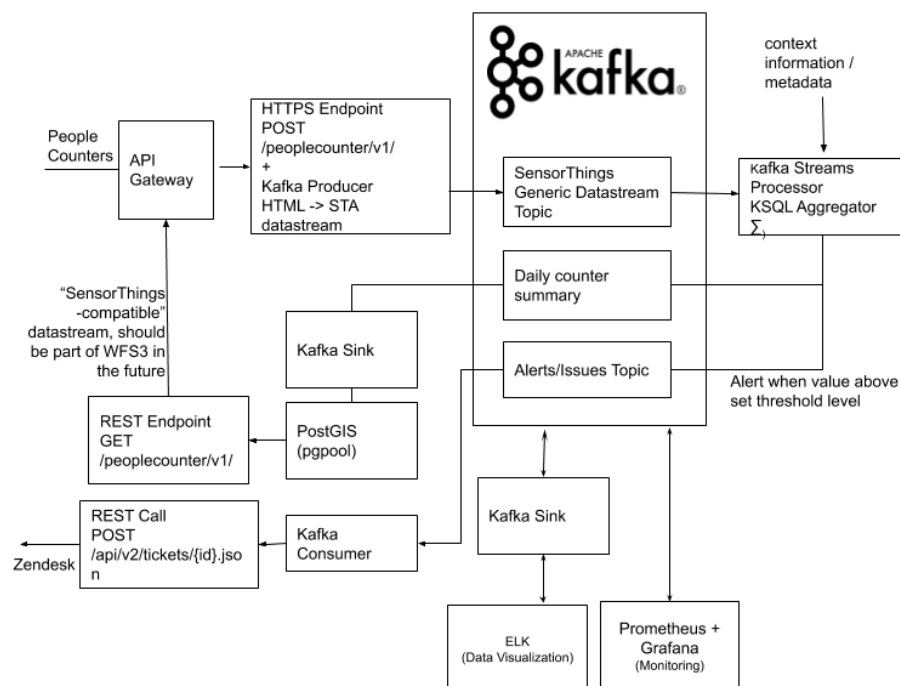 APACHE
kafka®
context
information /
metadata
People
Counters
API
Gateway
HTTPS Endpoint
POST
/peoplecounter/v1/
+
Kafka Producer
HTML -> STA
datastream
SensorThings
Generic Datastream
Topic
Kafka Streams
Processor
KSQL Aggregator
∑)
Daily counter
summary
“SensorThings
-compatible”
datastream, should
be part of WFS3 in
the future
Kafka Sink
Alerts/Issues Topic
Alert when value above
set threshold level
REST Endpoint
GET
/peoplecounter/v1/
PostGIS
(pgpool)
REST Call
POST
/api/v2/tickets/{id}.jso
n
Zendesk
Kafka
Consumer
Kafka Sink
ELK
(Data Visualization)
Prometheus +
Grafana
(Monitoring)